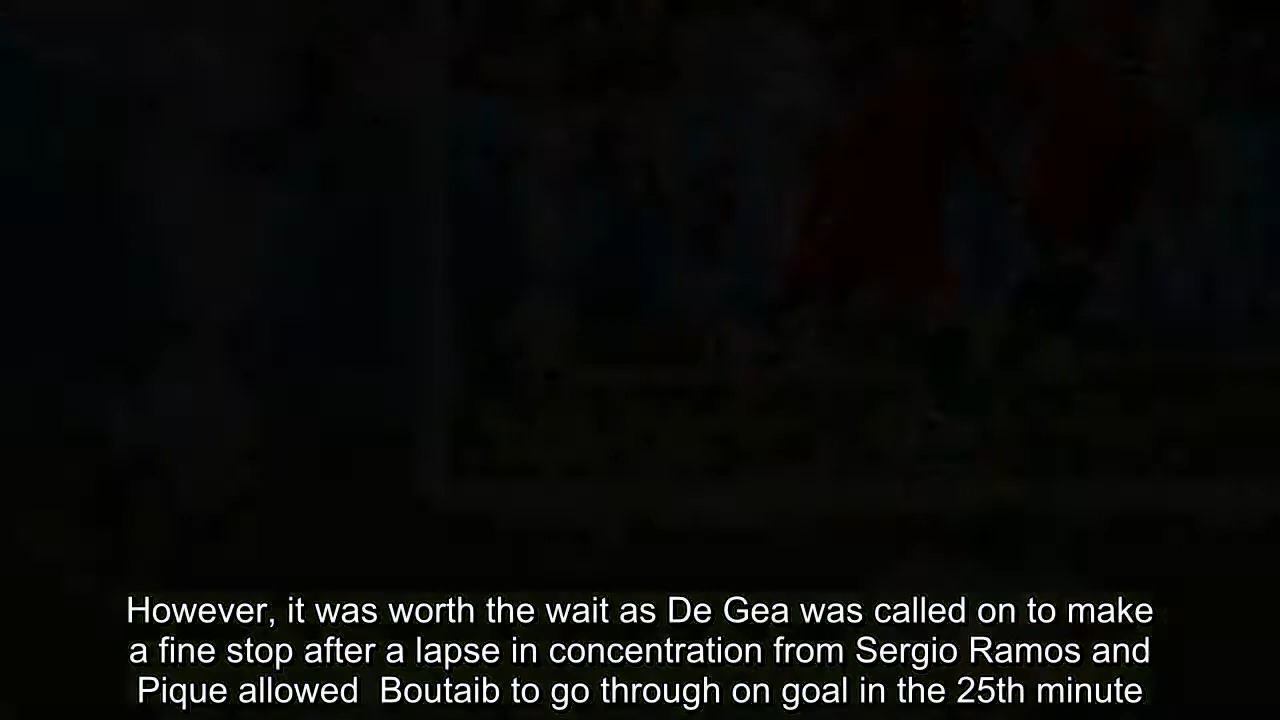 However, it was worth the wait as De Gea was called on to make
a fine stop after a lapse in concentration from Sergio Ramos and
Pique allowed  Boutaib to go through on goal in the 25th minute